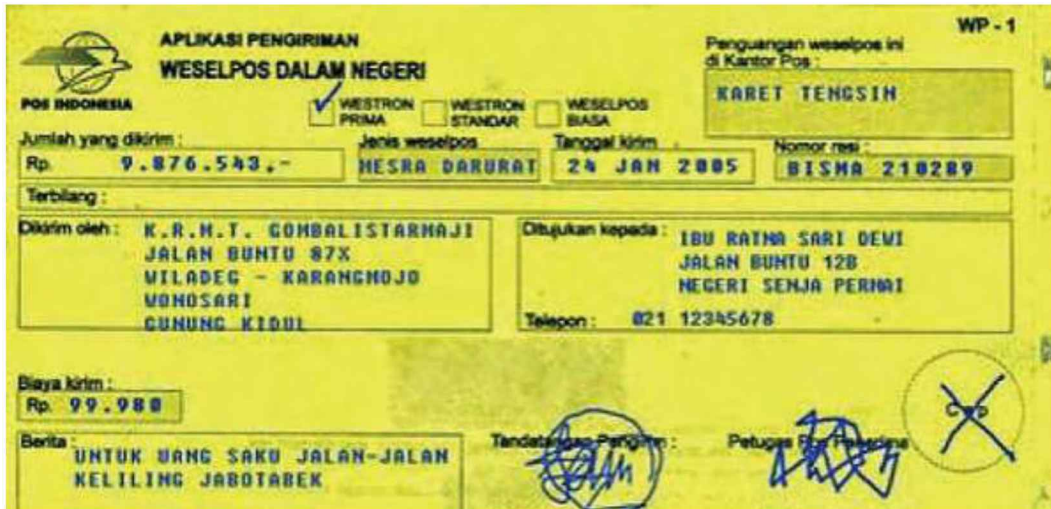 WP - 1
APLIKASI PENGIRIMAN
WESELPOS DALAM NEGERI
POS INDONESIA
WESTRON PRIMA
WESTRON STANDAR
WESELPOS BIASA
Penguangan weselpos ini
di Kantor Pos :
KARET TENGSIN
Jumlah yang dikirim :
Rp. 9.876.543,-
Jenis weselpos
MESRA DARURAT
Tanggal kirim
24 JAN 2005
Nomor resi :
BISMA 210289
Terbilang :
Dikirim oleh : K.R.M.T. GOMBALISTARMAJI
JALAN BUNTU 87X
WILADEG - KARANGMOJO
WONOSARI
GUNUNG KIDUL
Ditujukan kepada : IBU RATNA SARI DEWI
JALAN BUNTU 12B
NEGERI SENJA PERMAI
Telepon : 021 12345678
Biaya kirim :
Rp. 99.980
Berita :
UNTUK UANG SAKU JALAN-JALAN
KELILING JABOTABEK
Tandatangan Pengirim :
Petugas Pos Penerima